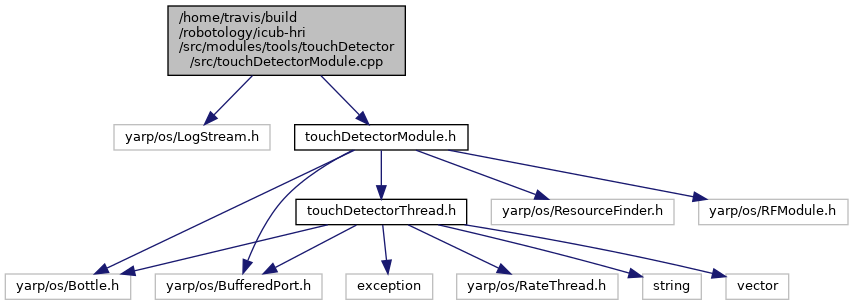 /home/travis/build
/robotology/icub-hri
/src/modules/tools/touchDetector
/src/touchDetectorModule.cpp
yarp/os/LogStream.h
touchDetectorModule.h
touchDetectorThread.h
yarp/os/ResourceFinder.h
yarp/os/RFModule.h
yarp/os/Bottle.h
yarp/os/BufferedPort.h
exception
yarp/os/RateThread.h
string
vector